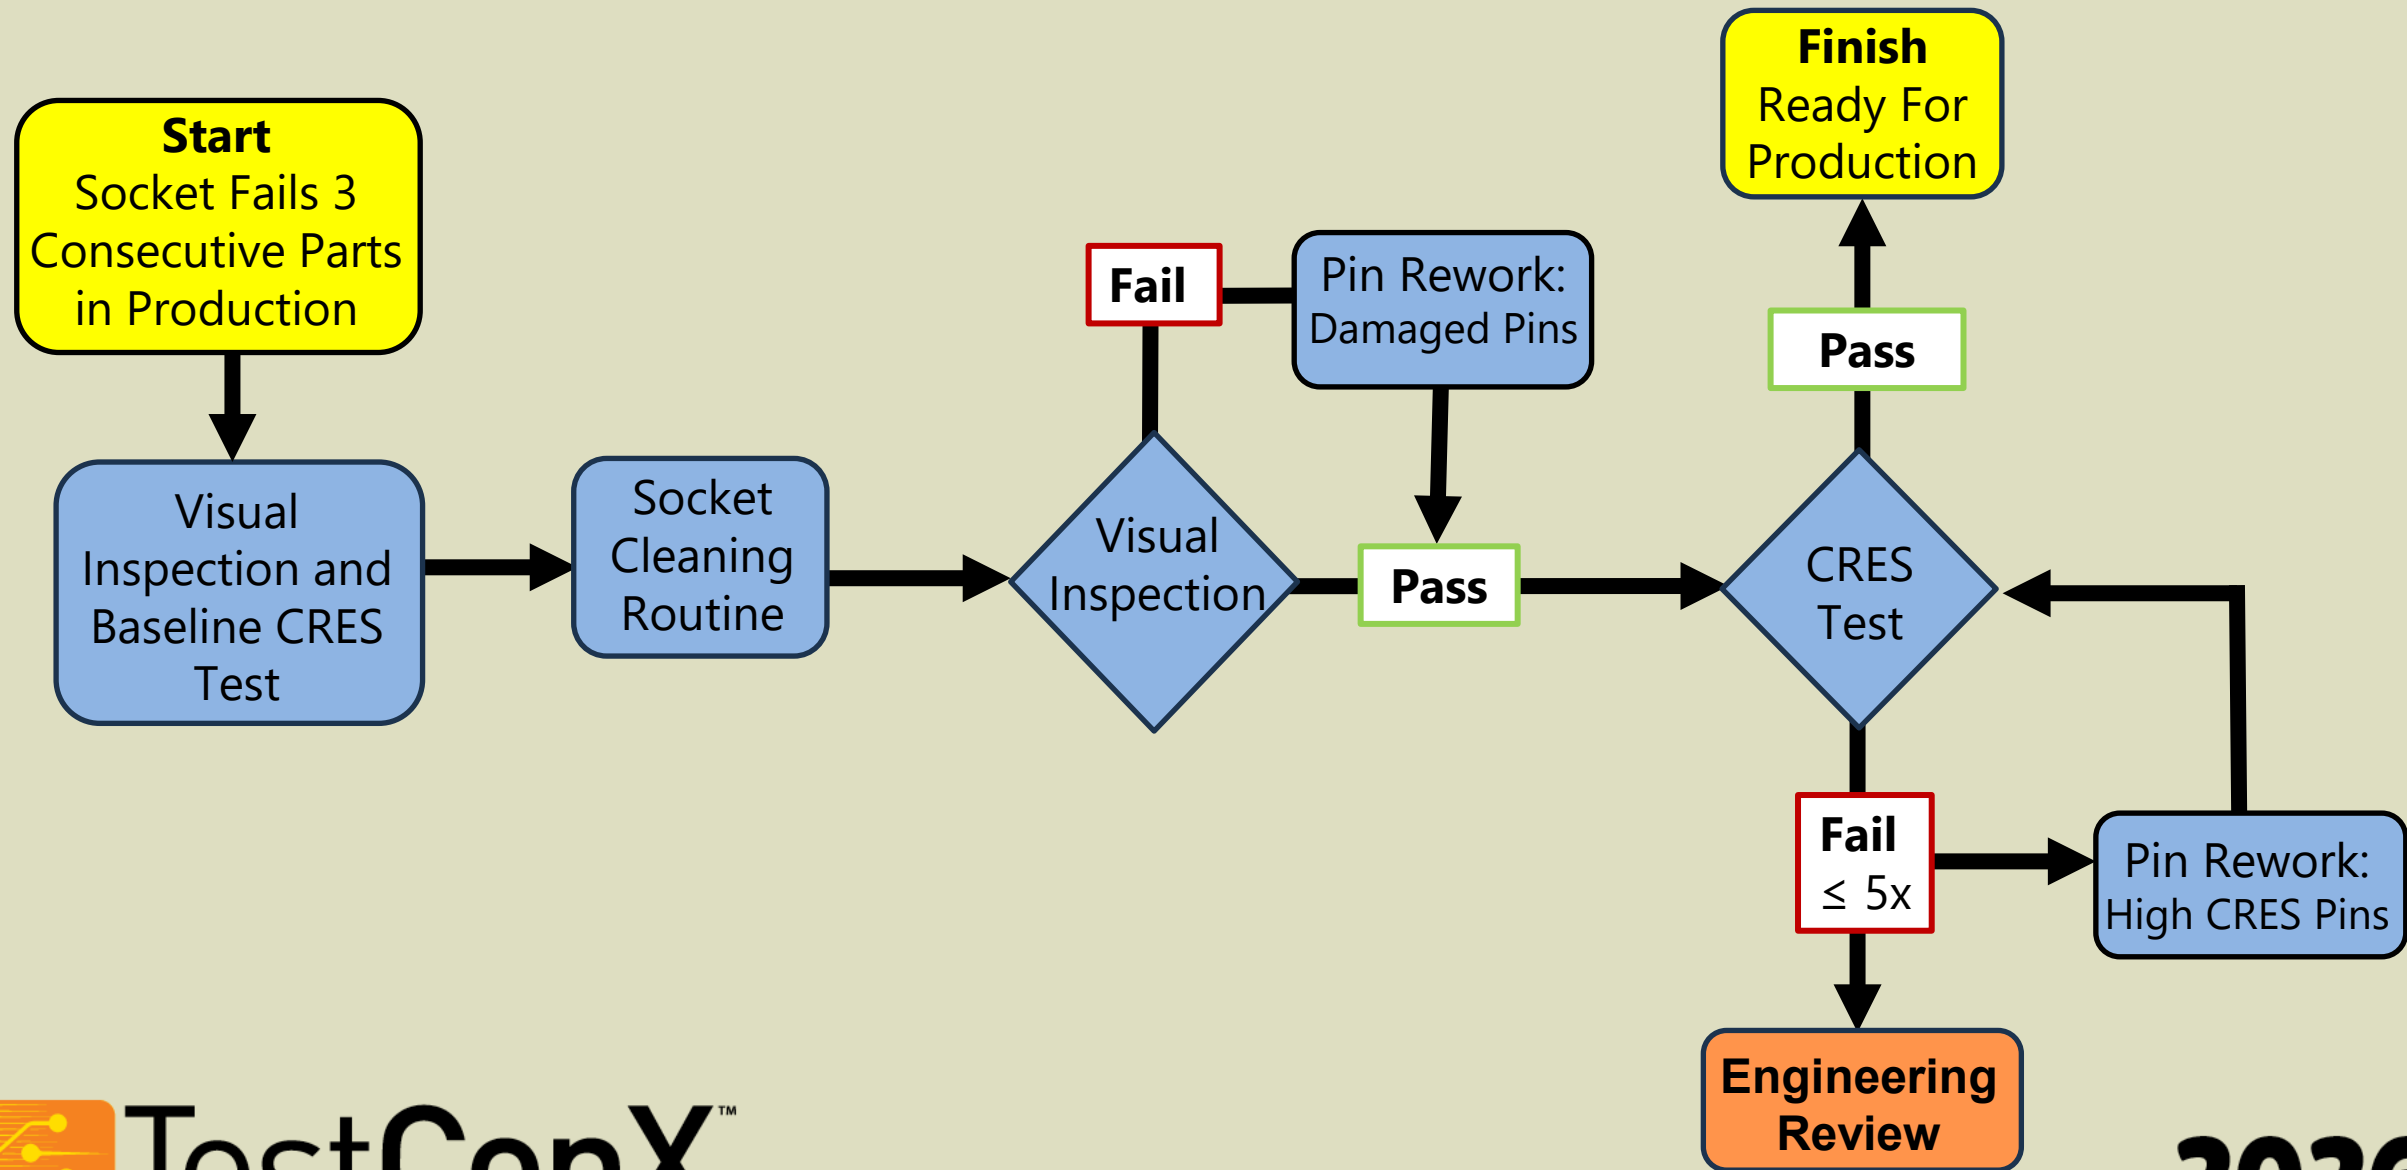 Start
Socket Fails 3
Consecutive Parts
in Production
Visual
Inspection and
Baseline CRES
Test
Socket
Cleaning
Routine
Visual
Inspection
Fail
Pin Rework:
Damaged Pins
Pass
CRES
Test
Pass
Finish
Ready For
Production
Fail
≤ 5x
Pin Rework:
High CRES Pins
Engineering
Review
TestConX™